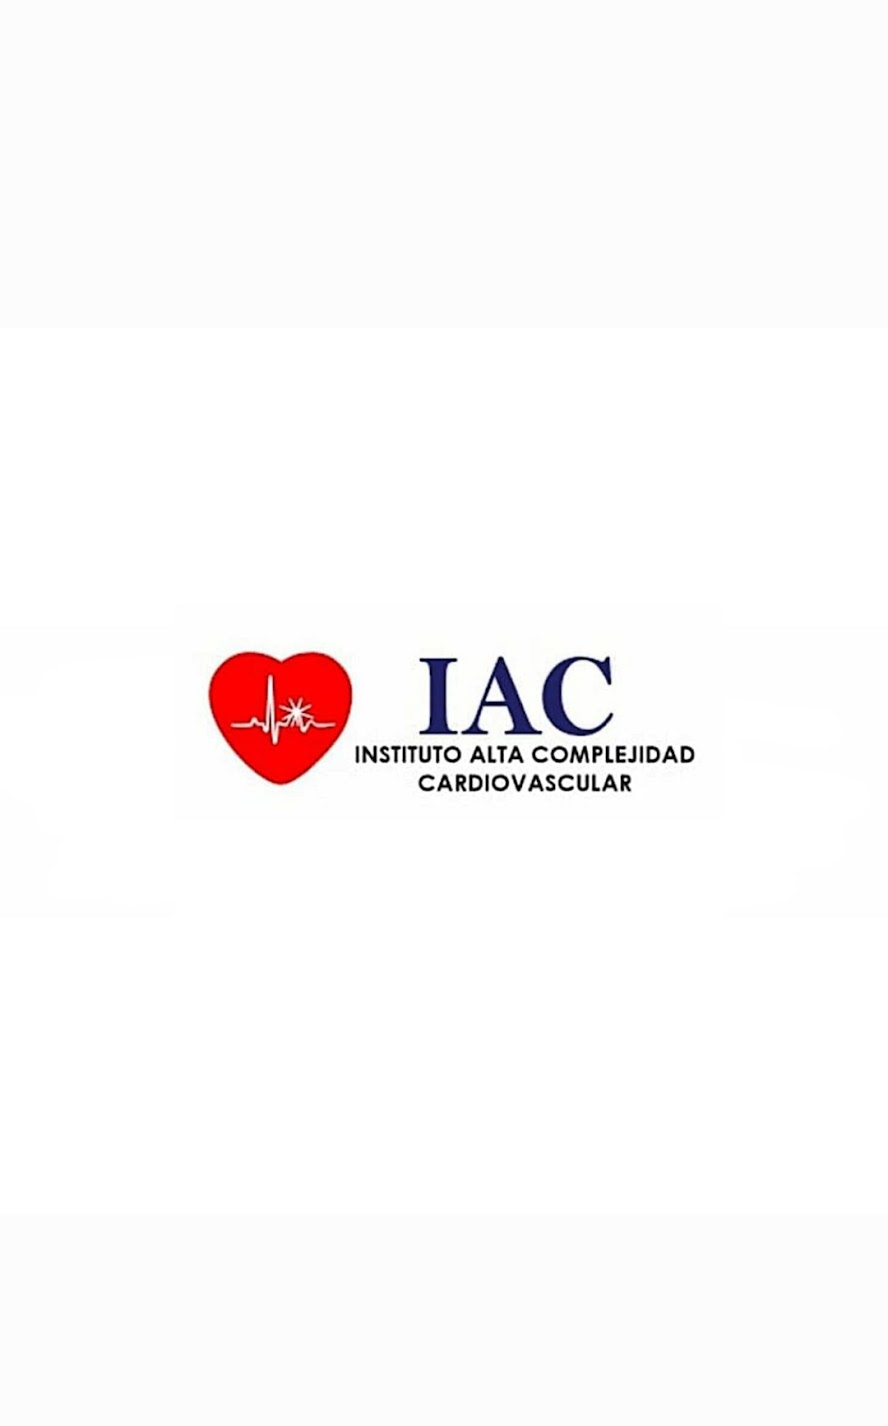 IAC
INSTITUTO ALTA COMPLEJIDAD
CARDIOVASCULAR